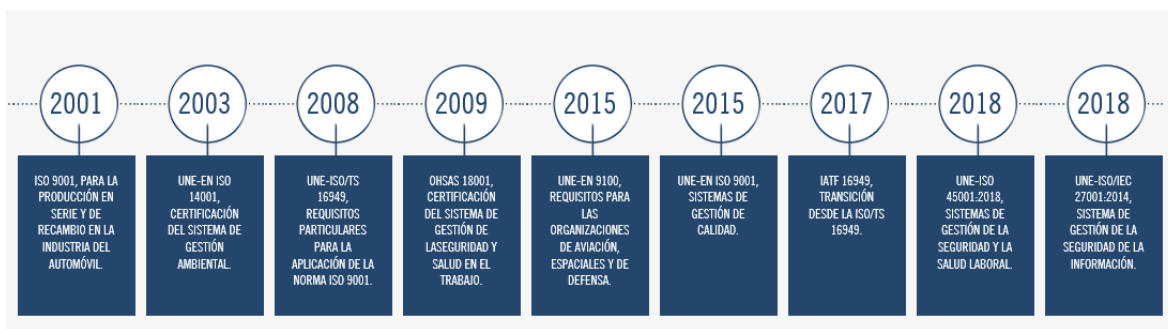 2001
ISO 9001, PARA LA
PRODUCCIÓN EN
SERIE Y DE
RECAMBIO EN LA
INDUSTRIA DEL
AUTOMÓVIL.
2003
UNE-EN ISO
14001,
CERTIFICACIÓN
DEL SISTEMA DE
GESTIÓN
AMBIENTAL.
2008
UNE-ISO/TS
16949,
REQUISITOS
PARTICULARES
PARA LA
APLICACIÓN DE LA
NORMA ISO 9001.
2009
OHSAS 18001,
CERTIFICACIÓN
DEL SISTEMA DE
GESTIÓN DE
LASEGURIDAD Y
SALUD EN EL
TRABAJO.
2015
UNE-EN 9100,
REQUISITOS PARA
LAS
ORGANIZACIONES
DE AVIACIÓN,
ESPACIALES Y DE
DEFENSA.
2015
UNE-EN ISO 9001,
SISTEMAS DE
GESTIÓN DE
CALIDAD.
2017
IATF 16949,
TRANSICIÓN
DESDE LA ISO/TS
16949.
2018
UNE-ISO
45001:2018,
SISTEMAS DE
GESTIÓN DE LA
SEGURIDAD Y LA
SALUD LABORAL.
2018
UNE-ISO/IEC
27001:2014,
SISTEMA DE
GESTIÓN DE LA
SEGURIDAD DE LA
INFORMACIÓN.